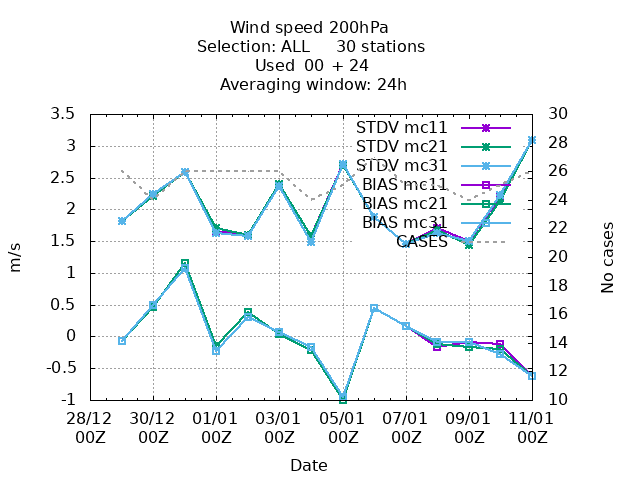 Wind speed 200hPa
Selection: ALL 30 stations
Used 00 + 24
Averaging window: 24h
3.5
3
2.5
2
1.5
1
0.5
0
-0.5
-1
m/s
30
28
26
24
22
20
18
16
14
12
10
No cases
STDV mc11
STDV mc21
STDV mc31
BIAS mc11
BIAS mc21
BIAS mc31
CASES
28/12 30/12 01/01 03/01 05/01 07/01 09/01 11/01
00Z 00Z 00Z 00Z 00Z 00Z 00Z 00Z
Date